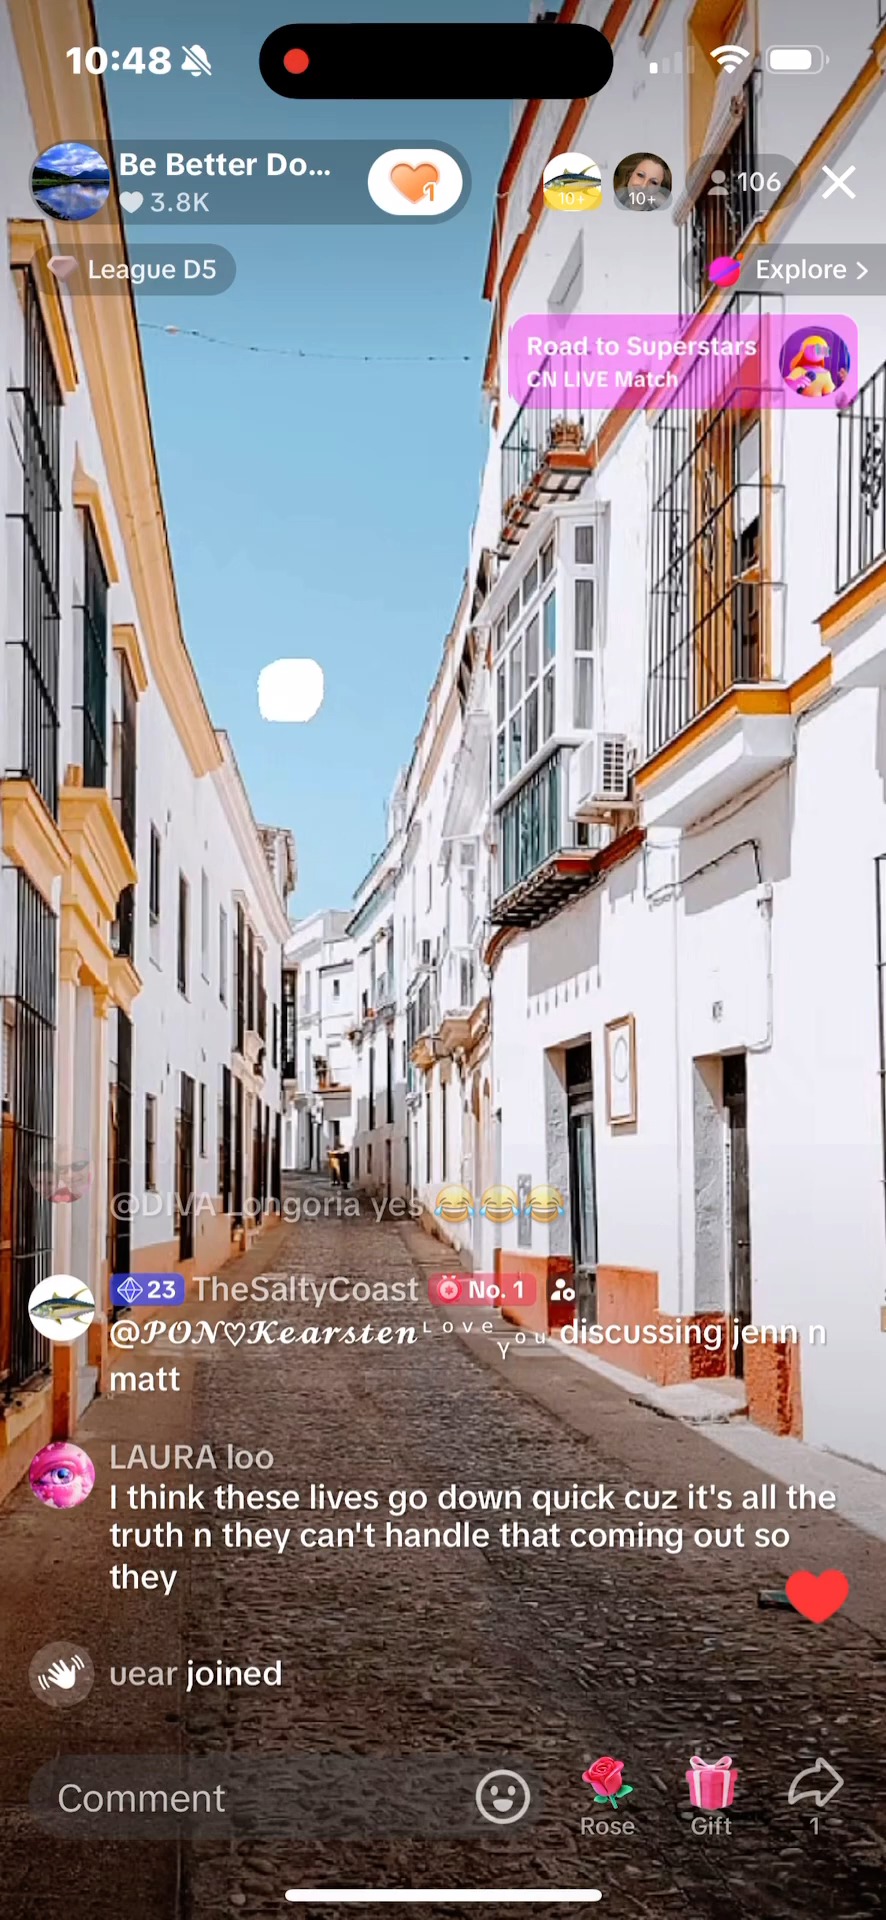 10:48
Be Better Do...
3.8K
1
10+
10+
106
League D5
Explore >
Road to Superstars
CN LIVE Match
@DIVA Longoria yes 😂😂😂
23 TheSaltyCoast No. 1
@𝓟𝓞𝓝♡𝓚𝓮𝓪𝓻𝓼𝓽𝓮𝓷ᴸ ᵒ ᵛ ᵉ ᵧ ₒ ᵤ discussing jenn n
matt
LAURA loo
I think these lives go down quick cuz it's all the
truth n they can't handle that coming out so
they
uear joined
Comment
Rose
Gift
1